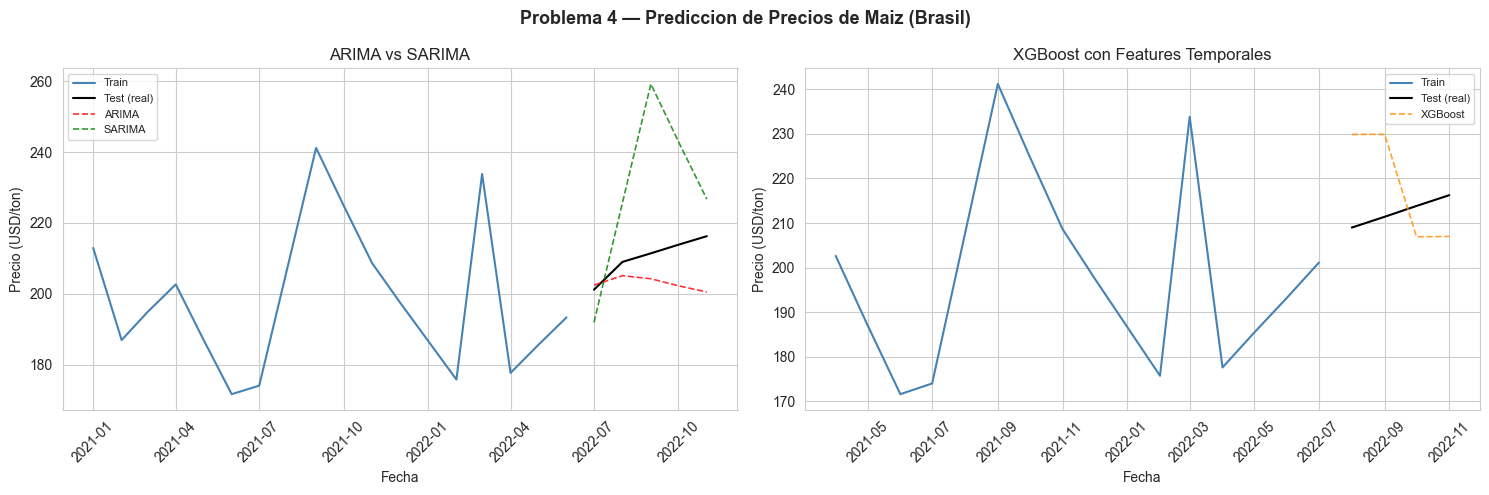 Problema 4 — Prediccion de Precios de Maiz (Brasil)
ARIMA vs SARIMA
Train
Test (real)
ARIMA
SARIMA
Precio (USD/ton)
260
240
220
200
180
2021-01
2021-04
2021-07
2021-10
2022-01
2022-04
2022-07
2022-10
Fecha
XGBoost con Features Temporales
Train
Test (real)
XGBoost
Precio (USD/ton)
240
230
220
210
200
190
180
170
2021-05
2021-07
2021-09
2021-11
2022-01
2022-03
2022-05
2022-07
2022-09
2022-11
Fecha